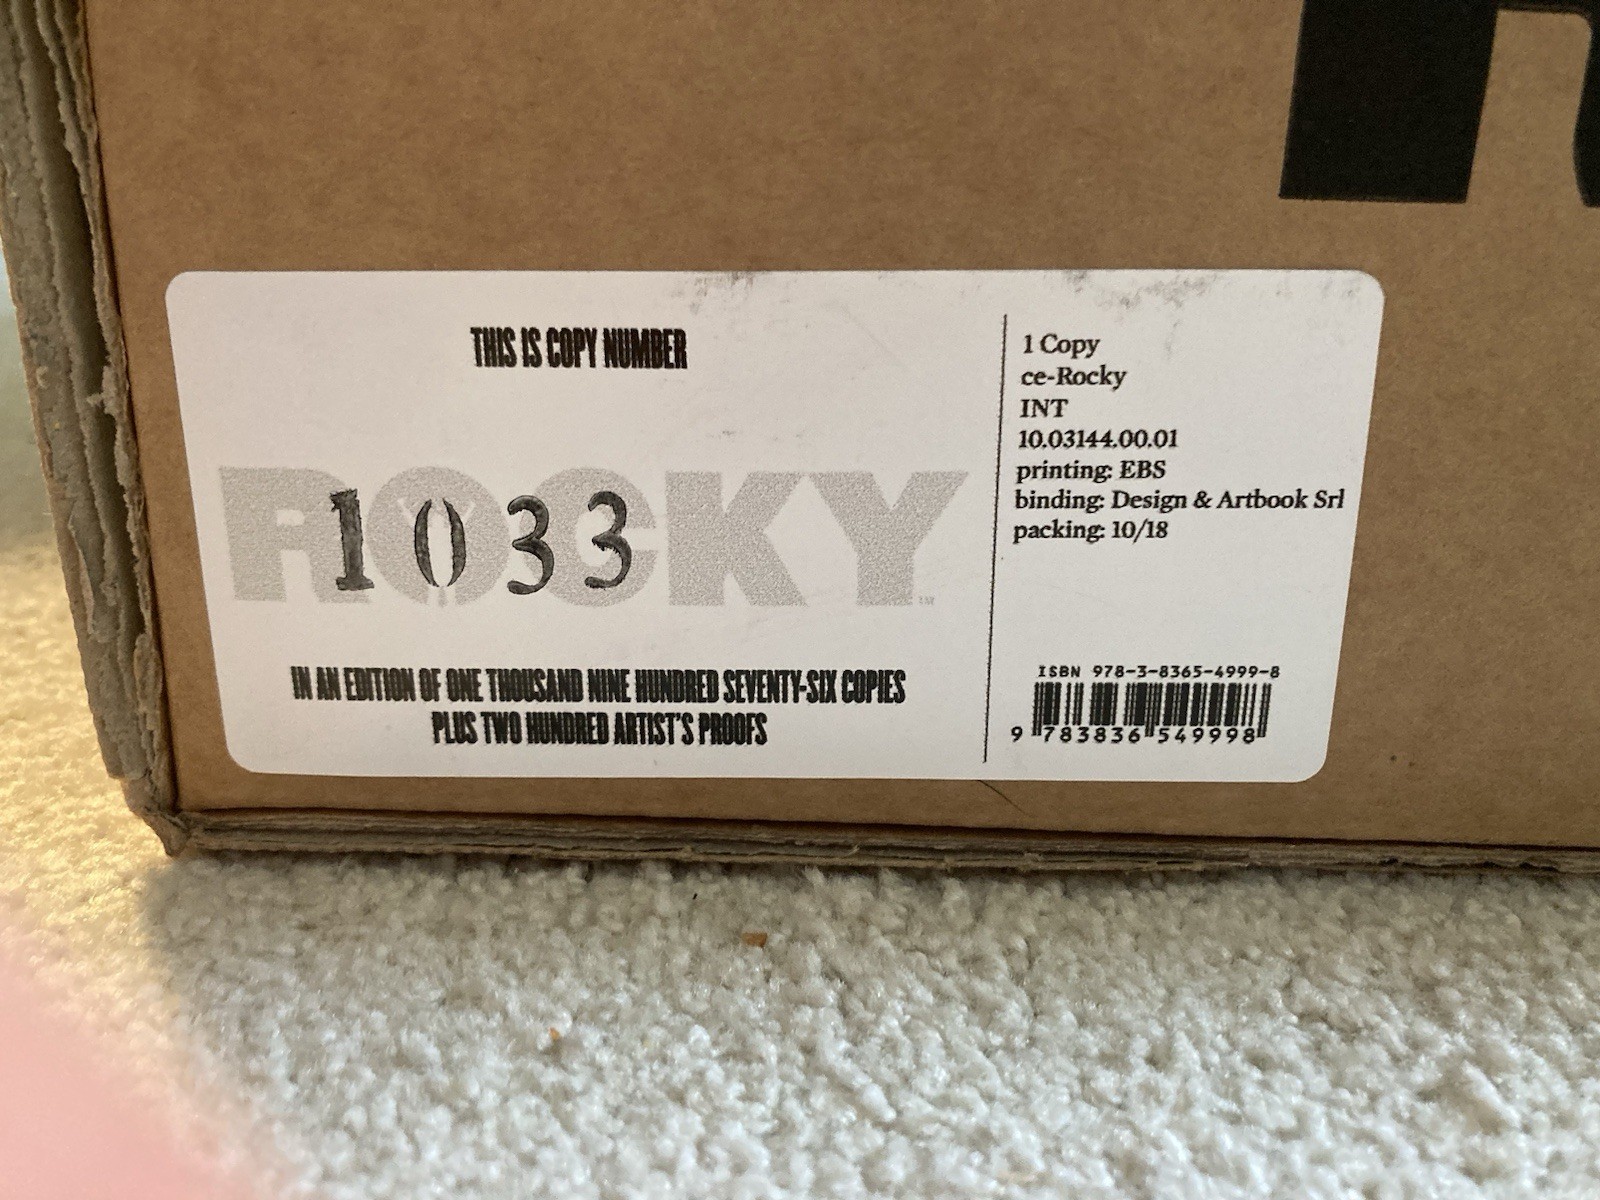 THIS IS COPY NUMBER
ROCKY
1033
IN AN EDITION OF ONE THOUSAND NINE HUNDRED SEVENTY-SIX COPIES
PLUS TWO HUNDRED ARTIST'S PROOFS
1 Copy
ce-Rocky
INT
10.03144.00.01
printing: EBS
binding: Design & Artbook Srl
packing: 10/18
ISBN 978-3-8365-4999-8
9 783836 549998